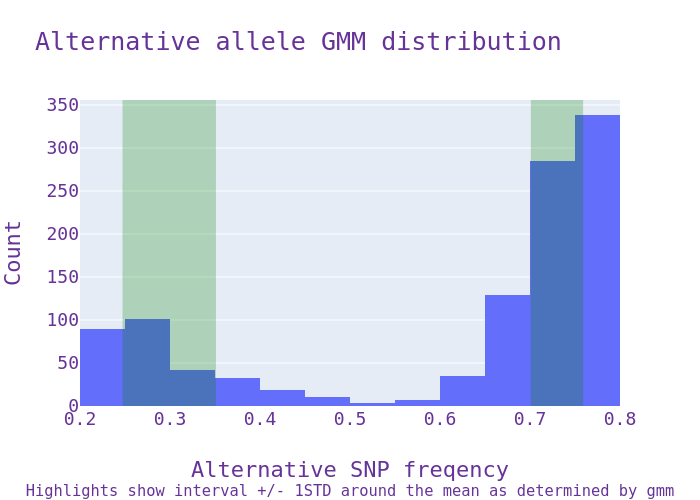 Alternative allele GMM distribution
350
300
250
200
150
100
50
0
Count
0.2 0.3 0.4 0.5 0.6 0.7 0.8
Alternative SNP freqency
Highlights show interval +/- 1STD around the mean as determined by gmm